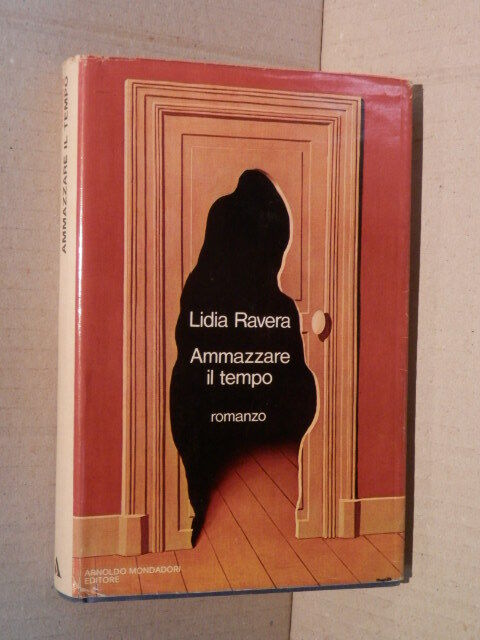 AMMAZZARE IL TEMPO
Lidia Ravera
Ammazzare
il tempo
romanzo
ARNOLDO MONDADORI
EDITORE